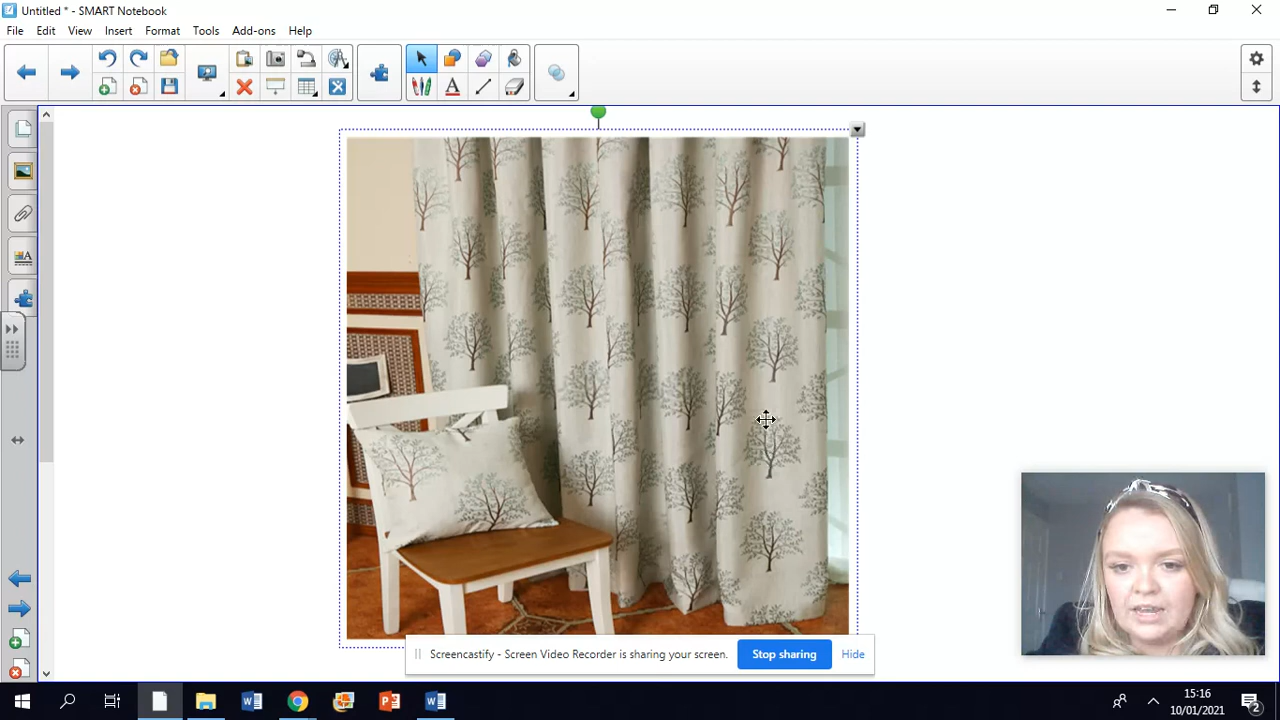 Untitled * - SMART Notebook
File Edit View Insert Format Tools Add-ons Help
Screencastify - Screen Video Recorder is sharing your screen. Stop sharing Hide
15:16
10/01/2021
2